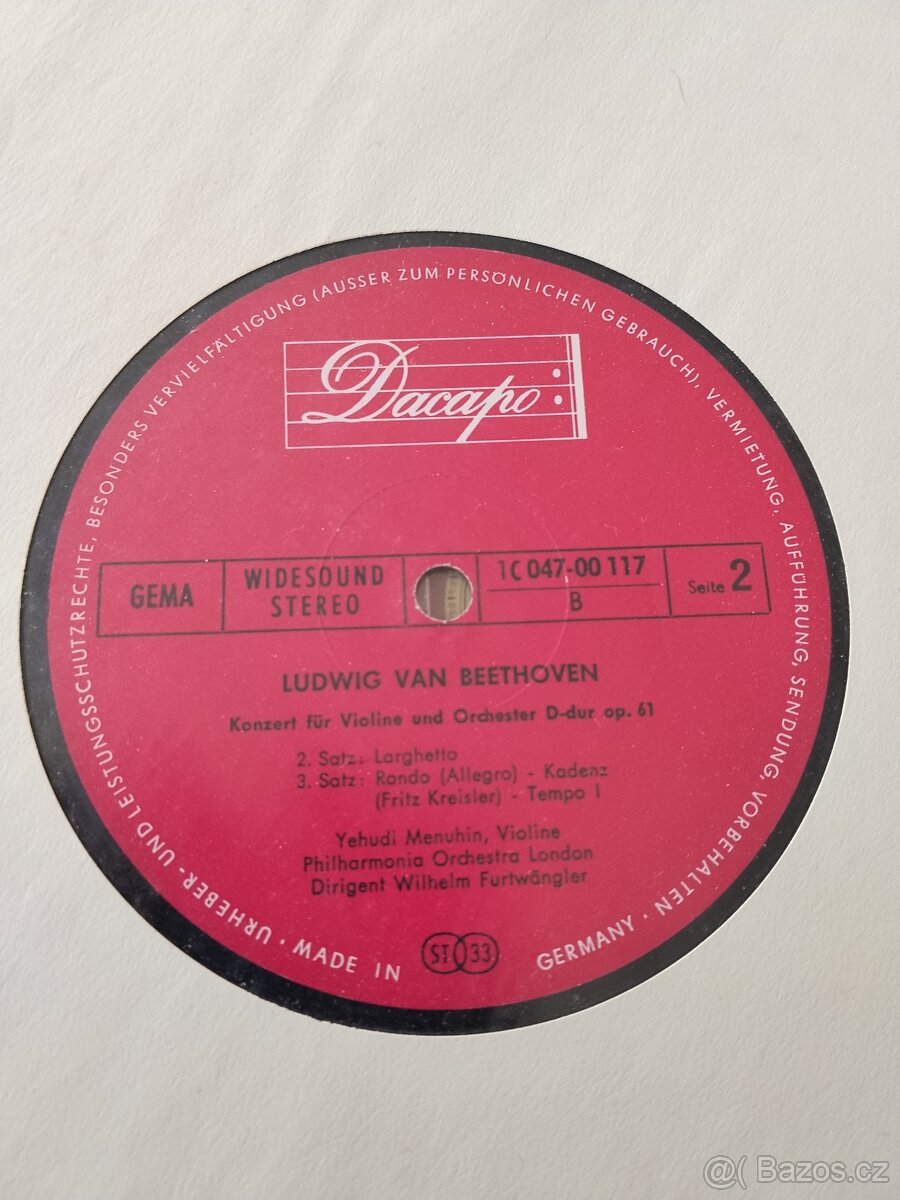 URHEBER- UND LEISTUNGSSCHUTZRECHTE, BESONDERS VERVIELFÄLTIGUNG (AUSSER ZUM PERSÖNLICHEN GEBRAUCH), VERMIETUNG, AUFFÜHRUNG, SENDUNG, VORBEHALTEN ·
Dacapo
GEMA
WIDESOUND
STEREO
1C 047-00 117
B
Seite 2
LUDWIG VAN BEETHOVEN
Konzert für Violine und Orchester D-dur op. 61
2. Satz: Larghetto
3. Satz: Rondo (Allegro) - Kadenz
(Fritz Kreisler) - Tempo I
Yehudi Menuhin, Violine
Philharmonia Orchestra London
Dirigent Wilhelm Furtwängler
· MADE IN GERMANY ·
ST 33
@( Bazos.cz